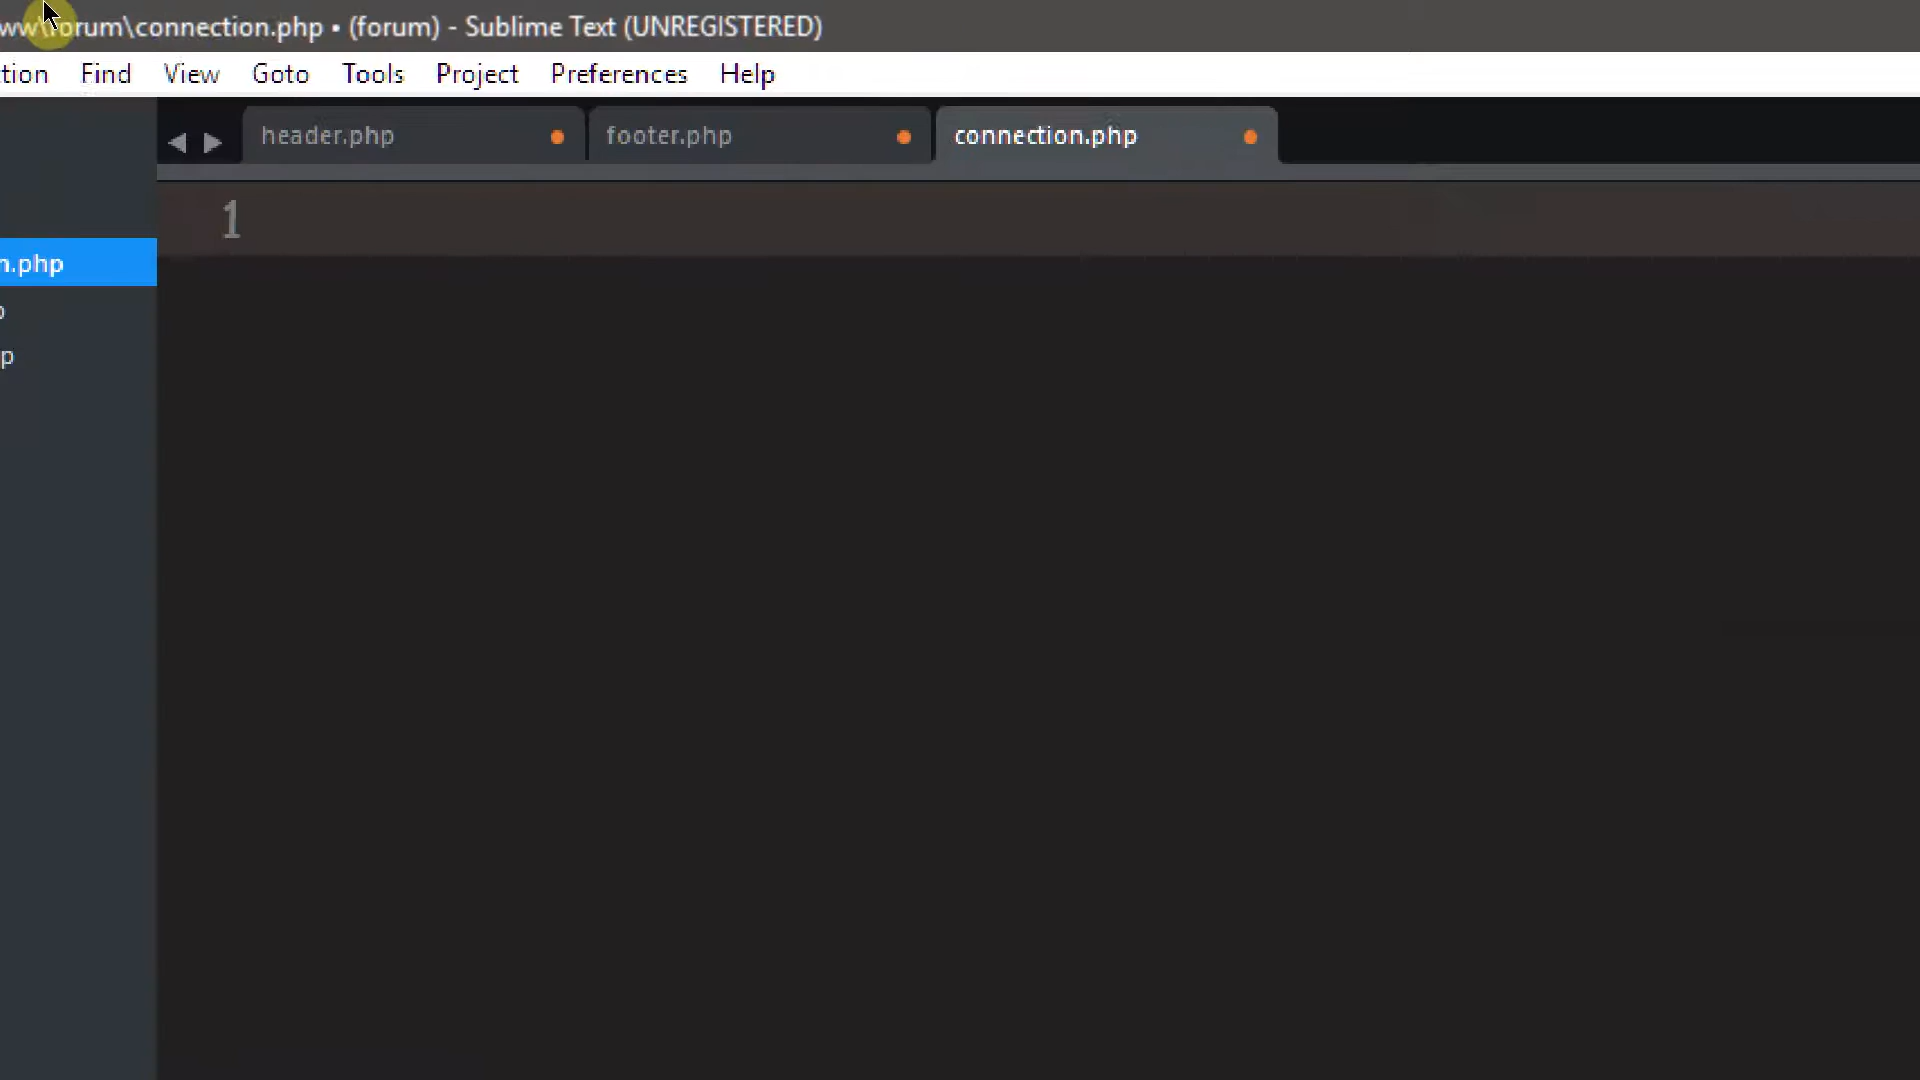 ww\forum\connection.php • (forum) - Sublime Text (UNREGISTERED)
tion Find View Goto Tools Project Preferences Help
header.php footer.php connection.php
1
n.php
p
p